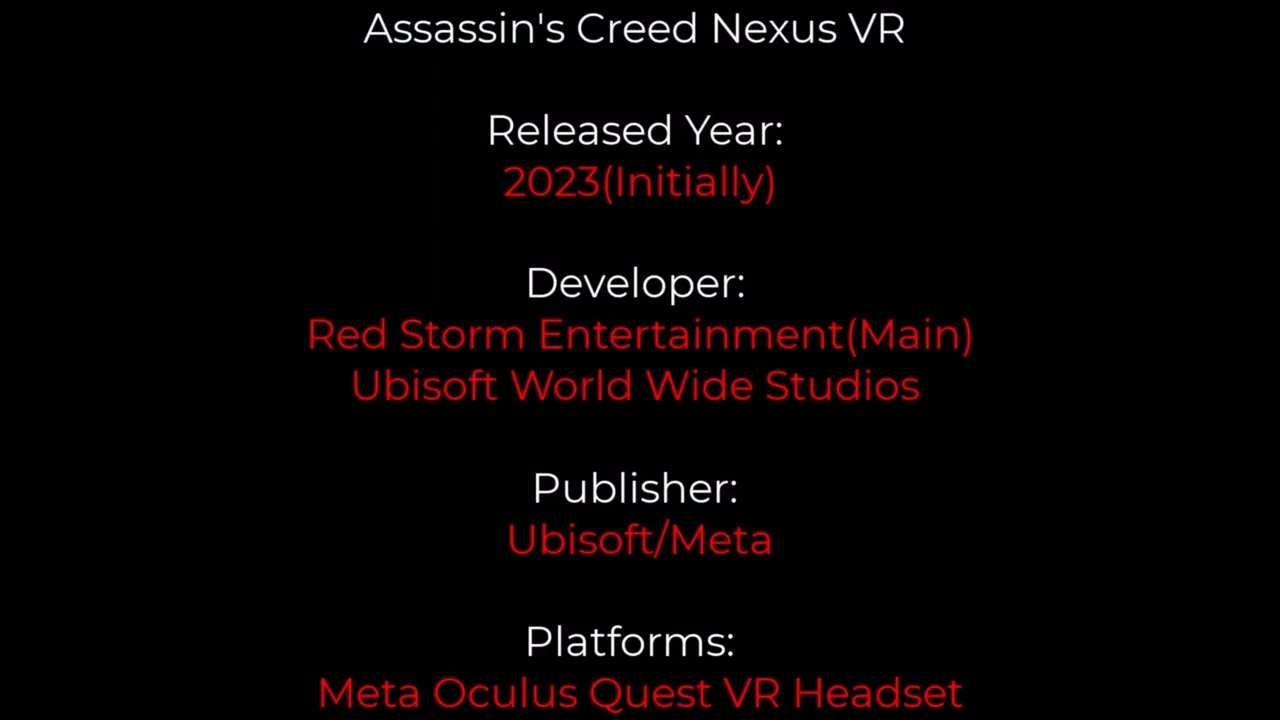 Assassin's Creed Nexus VR
Released Year:
2023(Initially)
Developer:
Red Storm Entertainment(Main)
Ubisoft World Wide Studios
Publisher:
Ubisoft/Meta
Platforms:
Meta Oculus Quest VR Headset